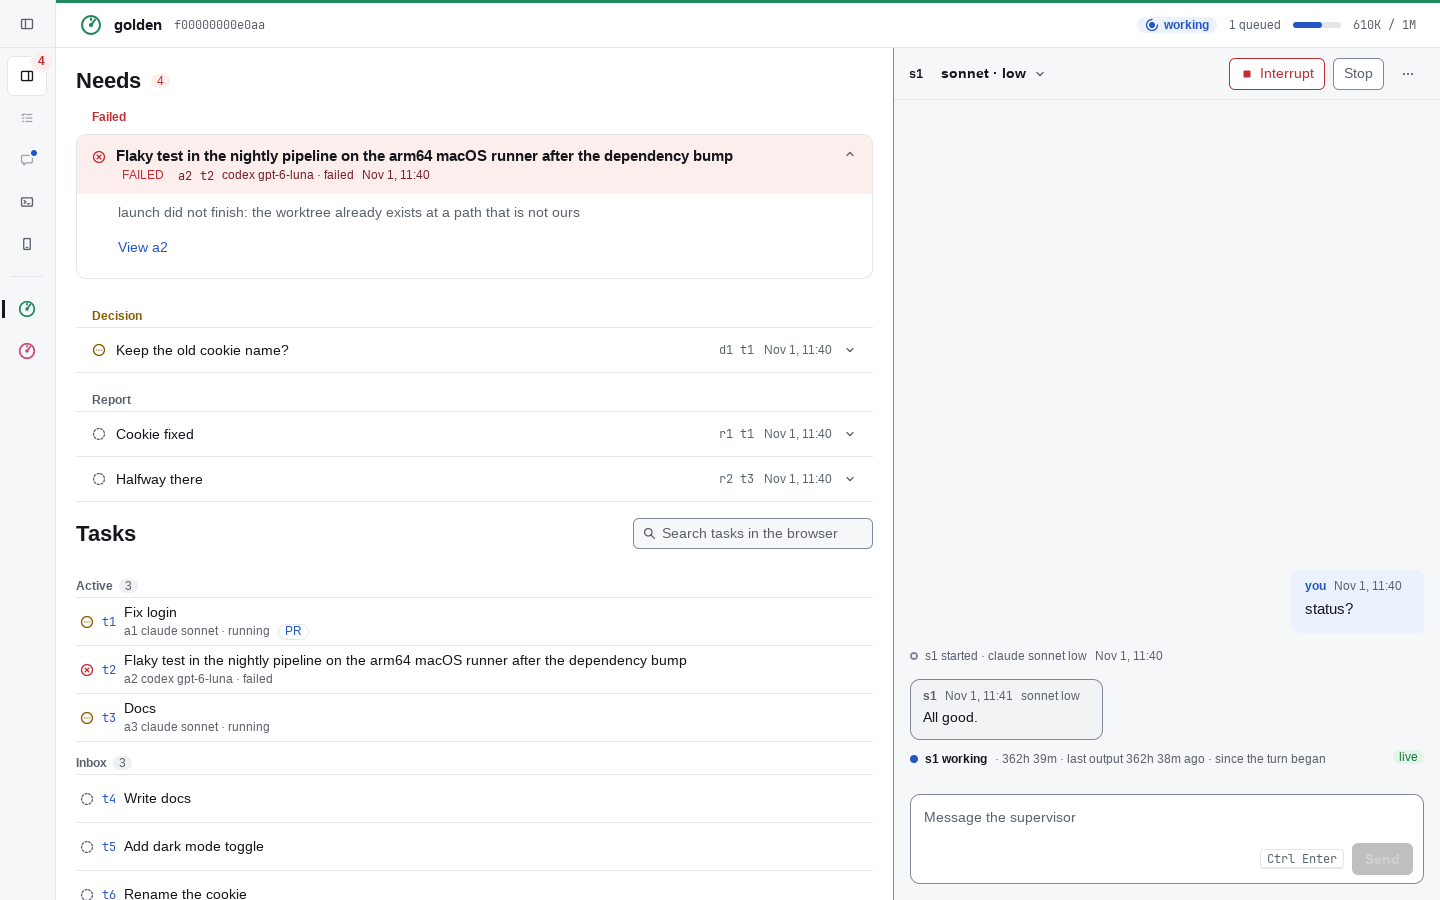 golden f00000000e0aa
working 1 queued 610K / 1M
4
Needs 4
Failed
Flaky test in the nightly pipeline on the arm64 macOS runner after the dependency bump
FAILED a2 t2 codex gpt-6-luna · failed Nov 1, 11:40
launch did not finish: the worktree already exists at a path that is not ours
View a2
Decision
Keep the old cookie name? d1 t1 Nov 1, 11:40
Report
Cookie fixed r1 t1 Nov 1, 11:40
Halfway there r2 t3 Nov 1, 11:40
Tasks
Search tasks in the browser
Active 3
t1 Fix login
a1 claude sonnet · running PR
t2 Flaky test in the nightly pipeline on the arm64 macOS runner after the dependency bump
a2 codex gpt-6-luna · failed
t3 Docs
a3 claude sonnet · running
Inbox 3
t4 Write docs
t5 Add dark mode toggle
t6 Rename the cookie
s1 sonnet · low
Interrupt Stop
you Nov 1, 11:40
status?
s1 started · claude sonnet low Nov 1, 11:40
s1 Nov 1, 11:41 sonnet low
All good.
s1 working · 362h 39m · last output 362h 38m ago · since the turn began live
Message the supervisor
Ctrl Enter Send